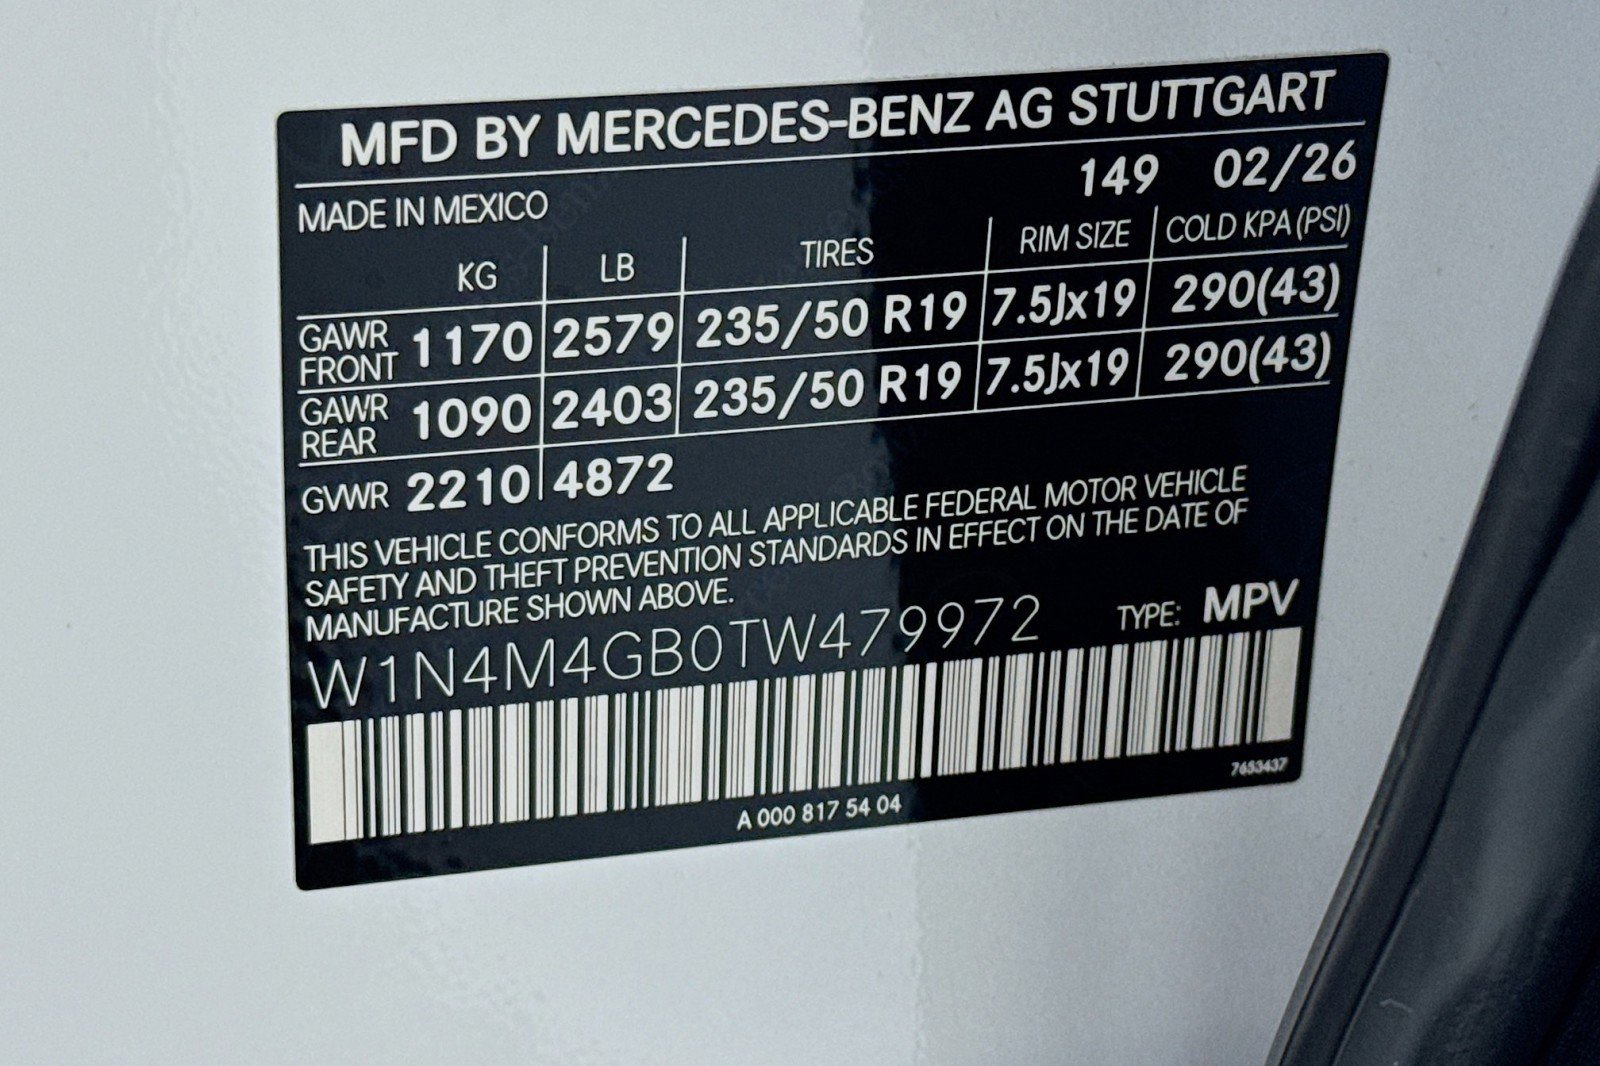 MFD BY MERCEDES-BENZ AG STUTTGART
149 02/26
MADE IN MEXICO
KG LB TIRES RIM SIZE COLD KPA (PSI)
GAWR FRONT 1170 2579 235/50 R19 7.5Jx19 290(43)
GAWR REAR 1090 2403 235/50 R19 7.5Jx19 290(43)
GVWR 2210 4872
THIS VEHICLE CONFORMS TO ALL APPLICABLE FEDERAL MOTOR VEHICLE
SAFETY AND THEFT PREVENTION STANDARDS IN EFFECT ON THE DATE OF
MANUFACTURE SHOWN ABOVE.
W1N4M4GB0TW479972 TYPE: MPV
7653437
A 000 817 54 04